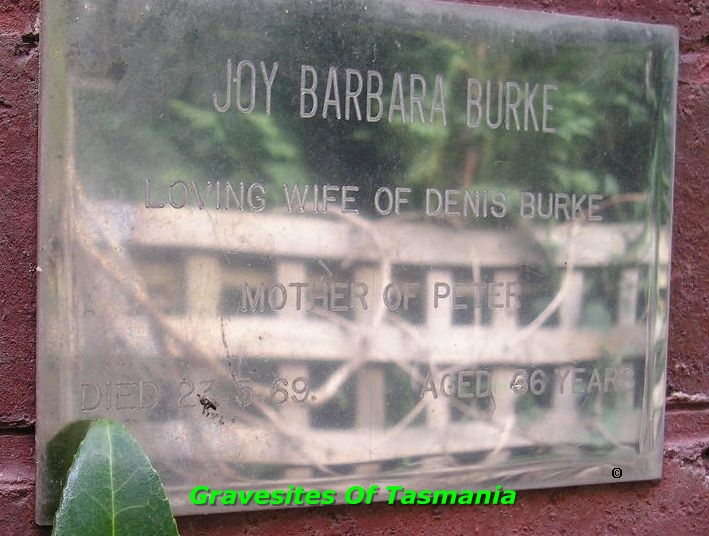 JOY BARBARA BURKE
LOVING WIFE OF DENIS BURKE
MOTHER OF PETER
DIED 5 69. AGED YEARS
©
Gravesites Of Tasmania